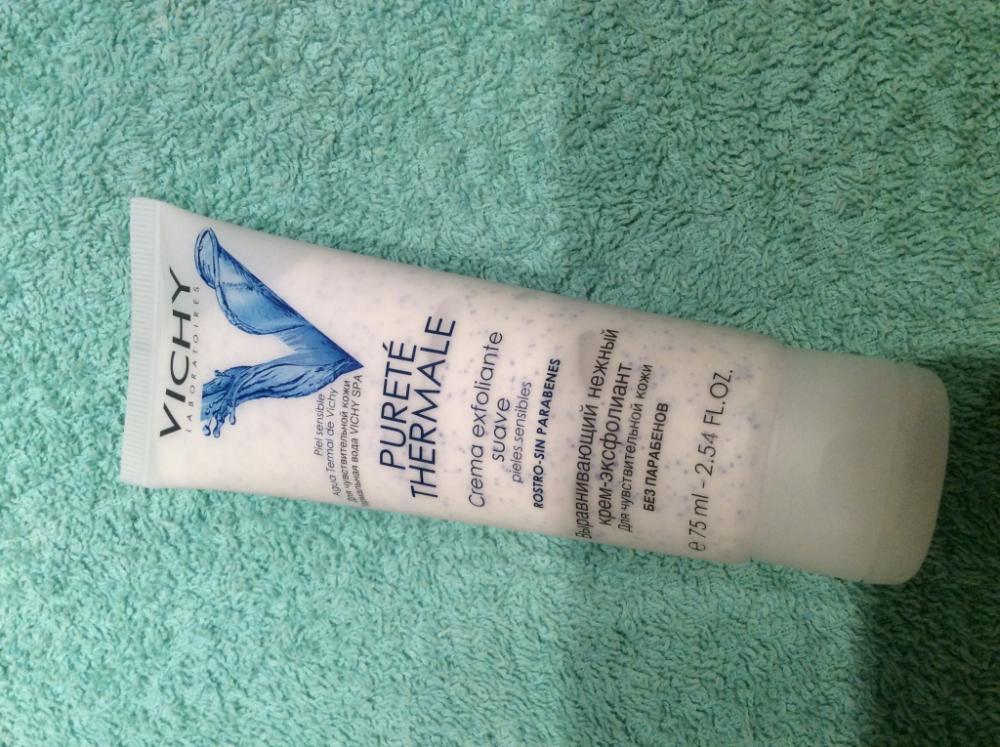 VICHY
LABORATOIRES
Piel sensible
Agua Termal de Vichy
Для чувствительной кожи
вода VICHY SPA
PURETÉ
THERMALE
Crema exfoliante
suave
pieles sensibles
ROSTRO-SIN PARABENES
Выравнивающий нежный
крем-эксфолиант
Для чувствительной кожи
БЕЗ ПАРАБЕНОВ
℮ 75 ml - 2.54 FL.OZ.